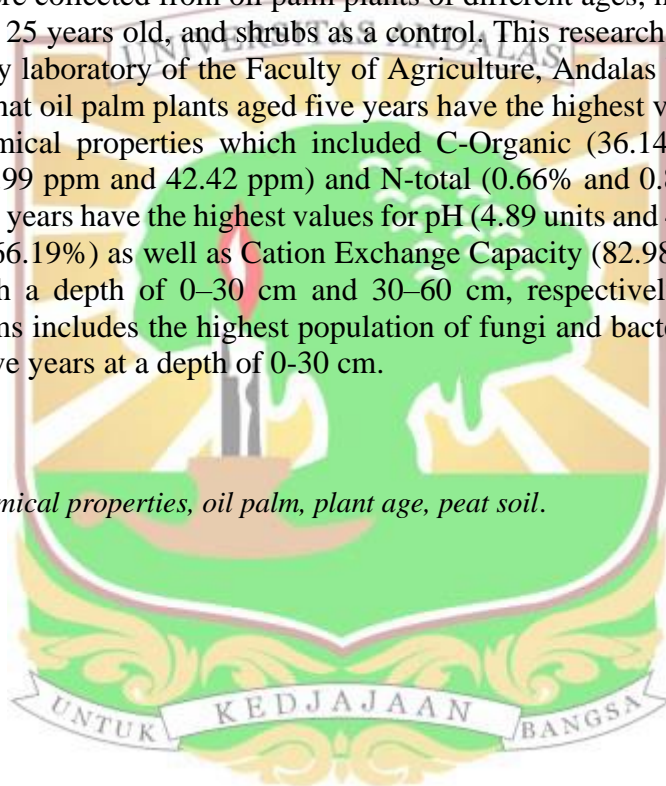 re collected from oil palm plants of different ages,
25 years old, and shrubs as a control. This research
UNIVERSITAS ANDALAS
y laboratory of the Faculty of Agriculture, Andalas
hat oil palm plants aged five years have the highest v
mical properties which included C-Organic (36.14
99 ppm and 42.42 ppm) and N-total (0.66% and 0.
years have the highest values for pH (4.89 units and
66.19%) as well as Cation Exchange Capacity (82.98
h a depth of 0–30 cm and 30–60 cm, respectivel
ns includes the highest population of fungi and bacte
ve years at a depth of 0-30 cm.
mical properties, oil palm, plant age, peat soil.
UNTUK KEDJAJAAN BANGSA